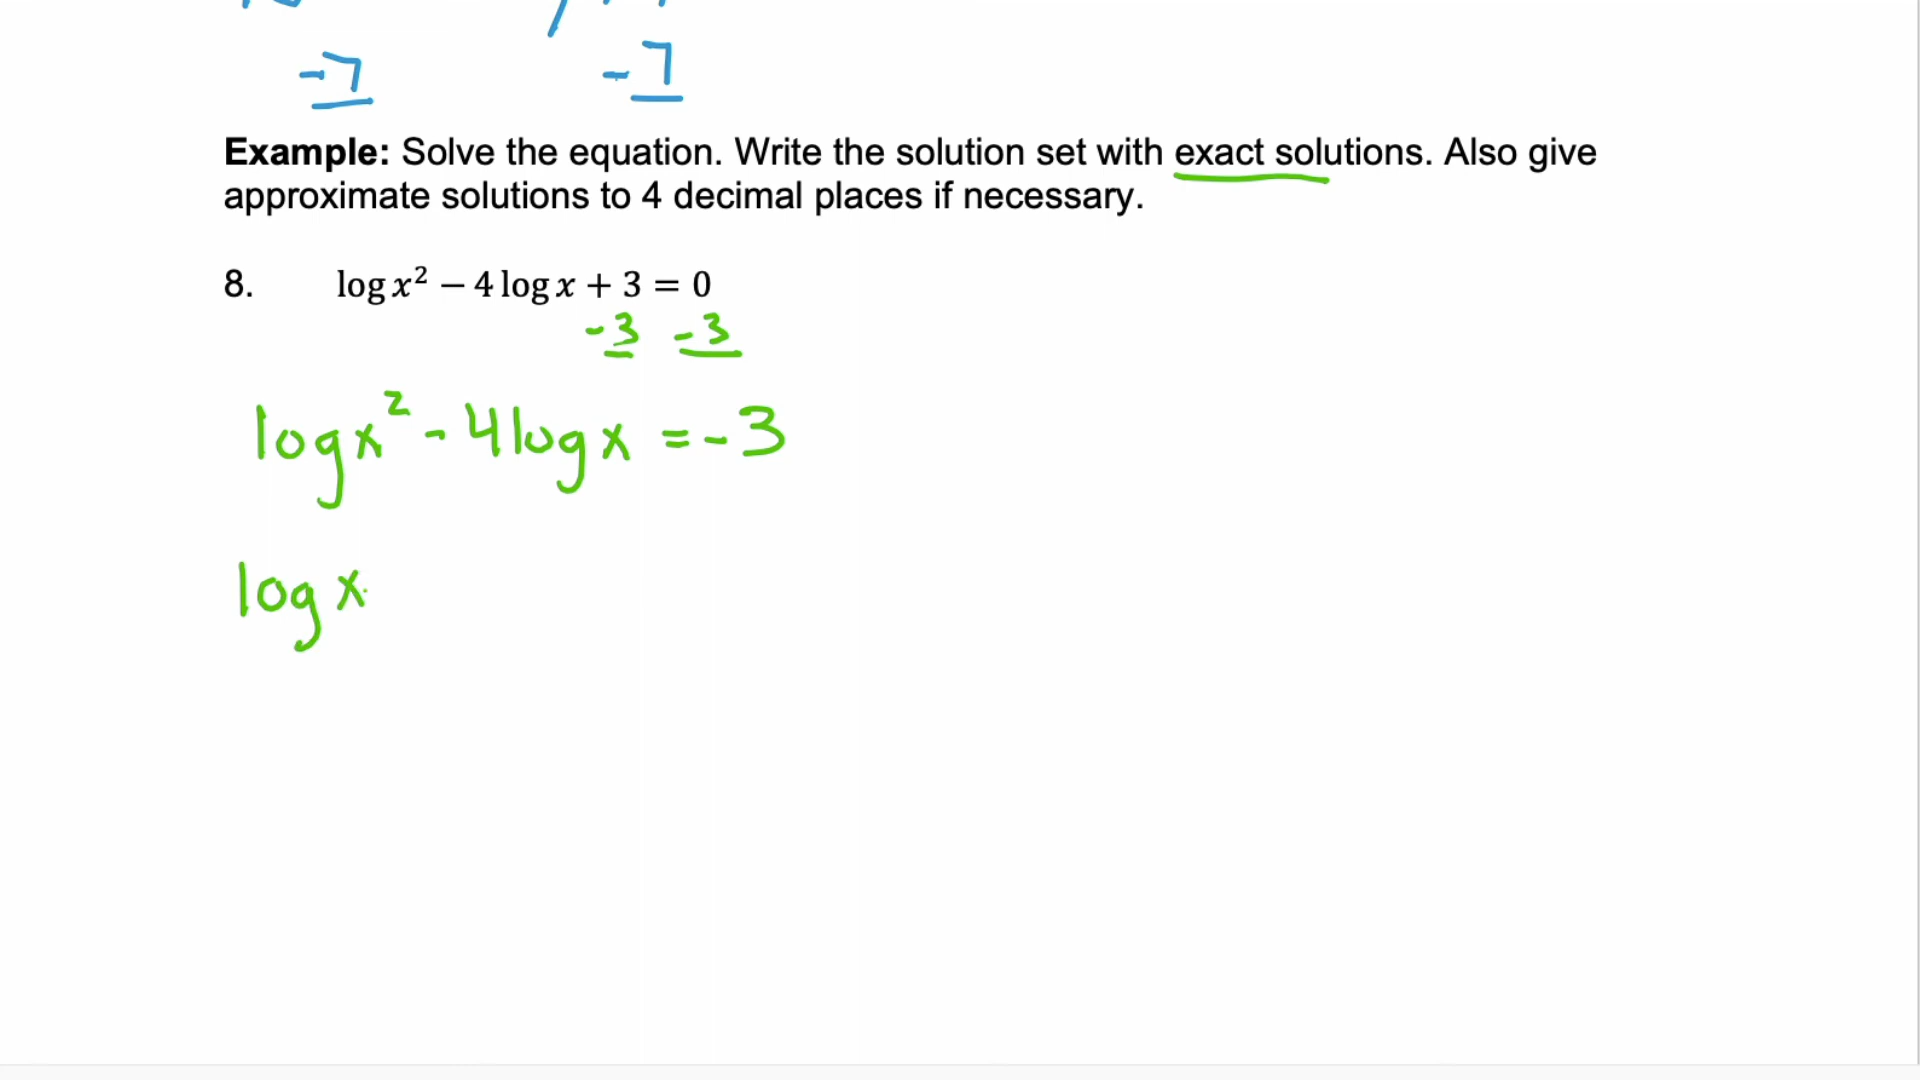 -7 -7
Example: Solve the equation. Write the solution set with exact solutions. Also give
approximate solutions to 4 decimal places if necessary.
8. log x² − 4 log x + 3 = 0
-3 -3
log x² - 4 log x = -3
log x